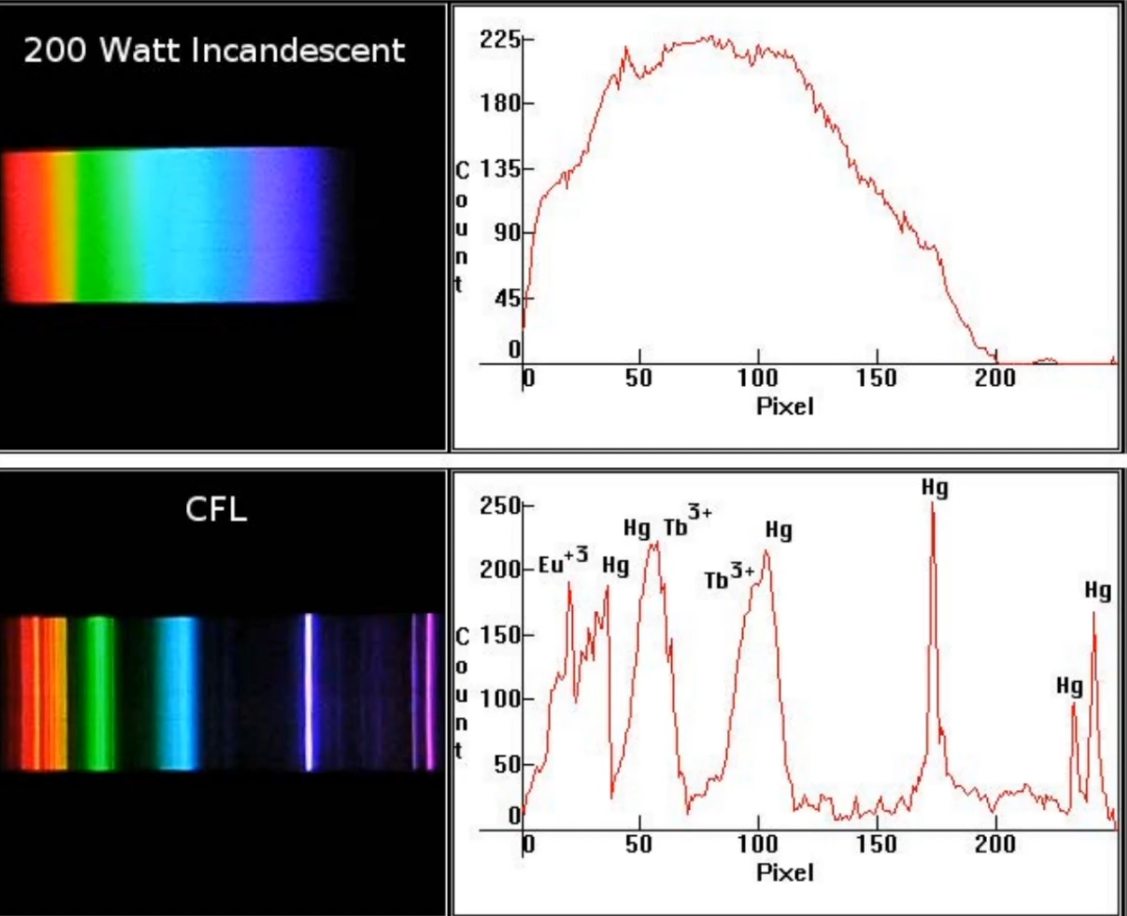 200 Watt Incandescent
225
180
135
90
45
0
Count
0 50 100 150 200
Pixel
CFL
250
200
150
100
50
0
Count
Eu+3 Hg
Hg Tb3+
Tb3+ Hg
Hg
Hg
Hg
0 50 100 150 200
Pixel